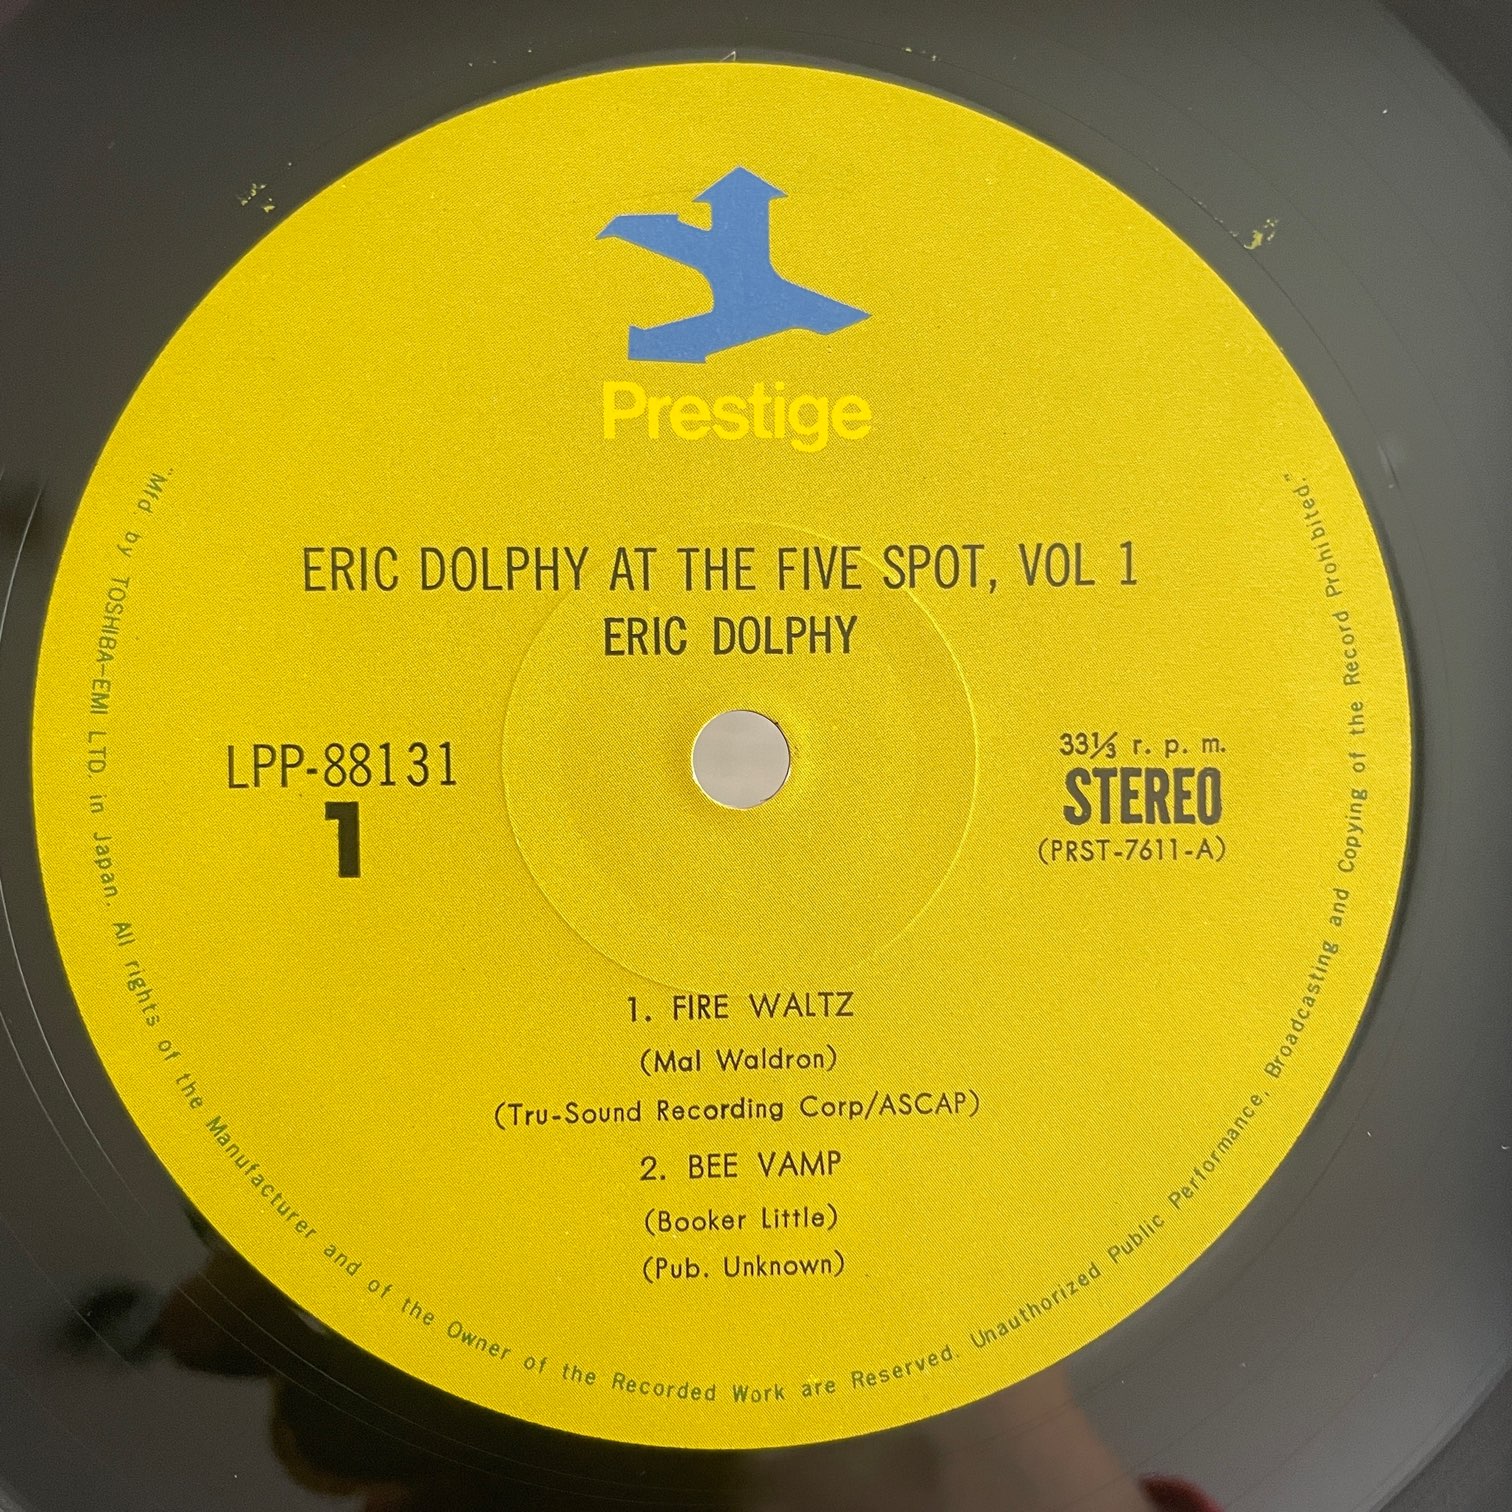 Prestige
ERIC DOLPHY AT THE FIVE SPOT, VOL 1
ERIC DOLPHY
LPP-88131
1
33⅓ r. p. m.
STEREO
(PRST-7611-A)
1. FIRE WALTZ
(Mal Waldron)
(Tru-Sound Recording Corp/ASCAP)
2. BEE VAMP
(Booker Little)
(Pub. Unknown)
"Mfd. by TOSHIBA-EMI LTD. in Japan. All rights of the Manufacturer and of the Owner of the Recorded Work are Reserved. Unauthorized Public Performance, Broadcasting and Copying of the Record Prohibited."